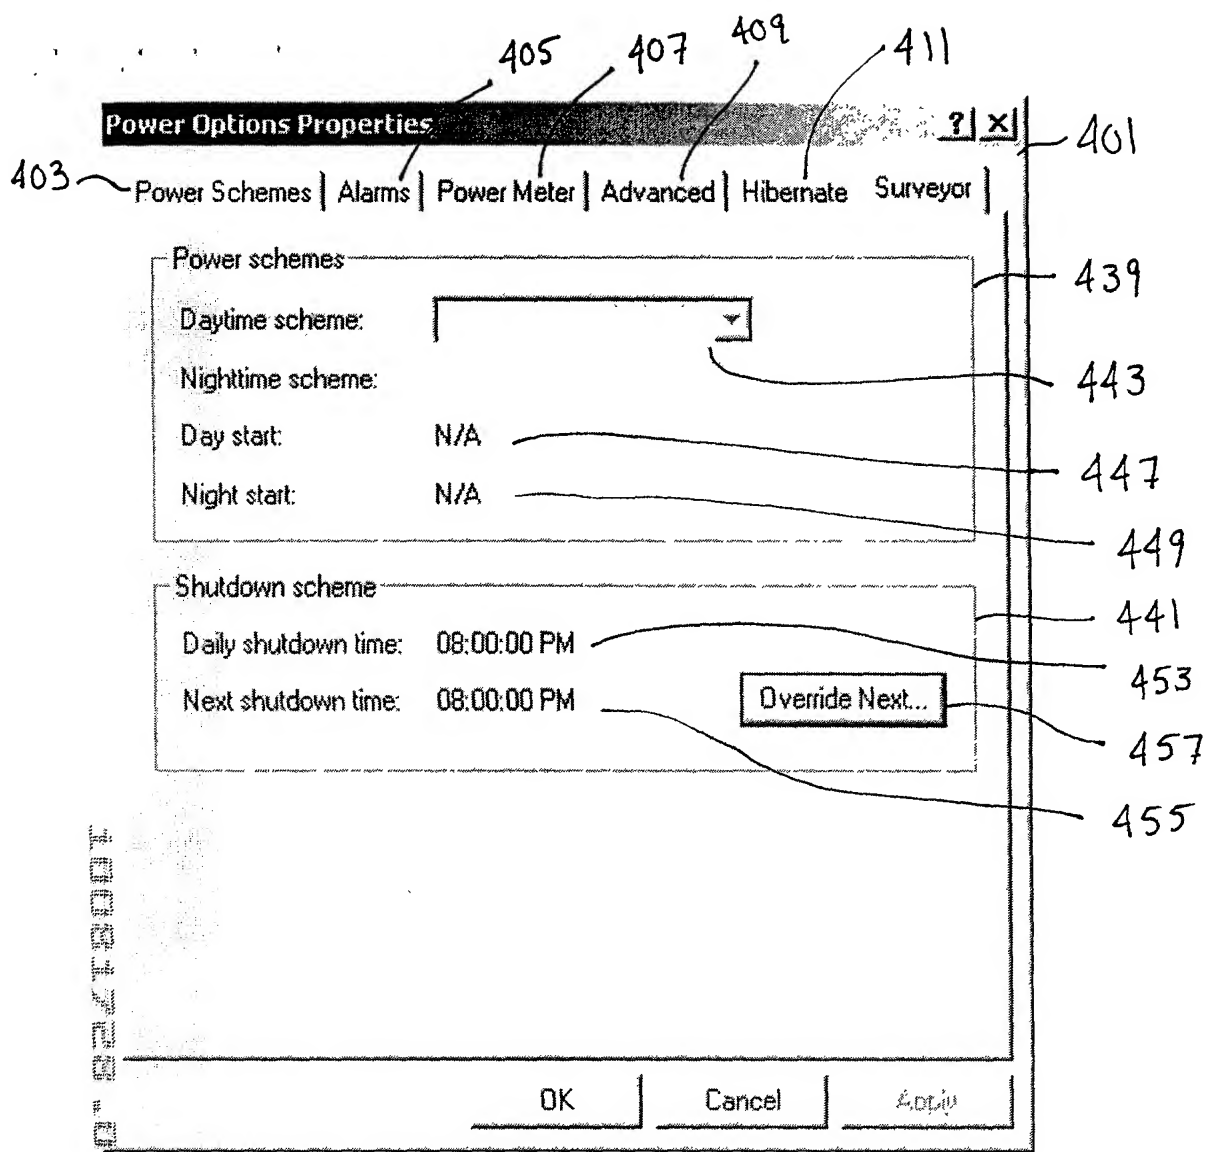 405 407 409 411
Power Options Properties ? X
401
403 Power Schemes Alarms Power Meter Advanced Hibernate Surveyor
Power schemes
439
Daytime scheme:
Nighttime scheme:
443
Day start: N/A
447
Night start: N/A
449
Shutdown scheme
441
Daily shutdown time: 08:00:00 PM
453
Next shutdown time: 08:00:00 PM Override Next...
457
455
OK Cancel Apply